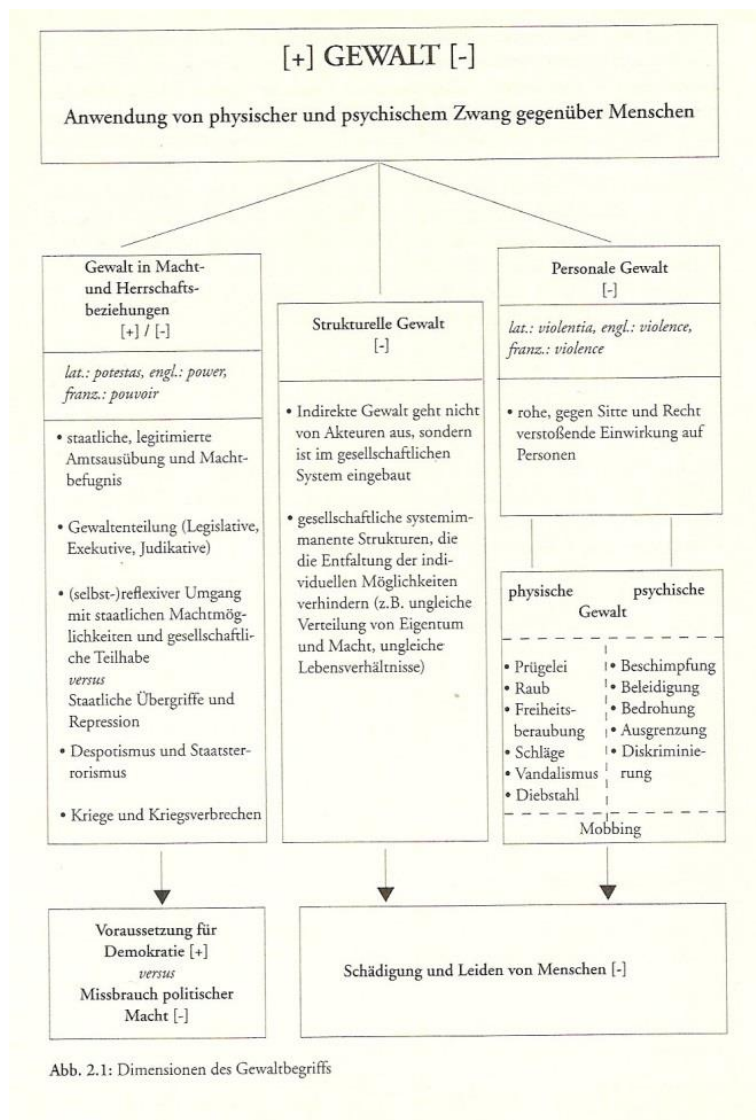 [+] GEWALT [-]
Anwendung von physischer und psychischem Zwang gegenüber Menschen
Gewalt in Macht-
und Herrschafts-
beziehungen
[+] / [-]
lat.: potestas, engl.: power,
franz.: pouvoir
• staatliche, legitimierte
Amtsausübung und Macht-
befugnis
• Gewaltenteilung (Legislative,
Exekutive, Judikative)
• (selbst-)reflexiver Umgang
mit staatlichen Machtmög-
lichkeiten und gesellschaftli-
che Teilhabe
versus
Staatliche Übergriffe und
Repression
• Despotismus und Staatster-
rorismus
• Kriege und Kriegsverbrechen
Strukturelle Gewalt
[-]
• Indirekte Gewalt geht nicht
von Akteuren aus, sondern
ist im gesellschaftlichen
System eingebaut
• gesellschaftliche systemim-
manente Strukturen, die
die Entfaltung der indi-
viduellen Möglichkeiten
verhindern (z.B. ungleiche
Verteilung von Eigentum
und Macht, ungleiche
Lebensverhältnisse)
Personale Gewalt
[-]
lat.: violentia, engl.: violence,
franz.: violence
• rohe, gegen Sitte und Recht
verstoßende Einwirkung auf
Personen
physische psychische
Gewalt
• Prügelei
• Raub
• Freiheits-
beraubung
• Schläge
• Vandalismus
• Diebstahl
• Beschimpfung
• Beleidigung
• Bedrohung
• Ausgrenzung
• Diskriminie-
rung
Mobbing
Voraussetzung für
Demokratie [+]
versus
Missbrauch politischer
Macht [-]
Schädigung und Leiden von Menschen [-]
Abb. 2.1: Dimensionen des Gewaltbegriffs